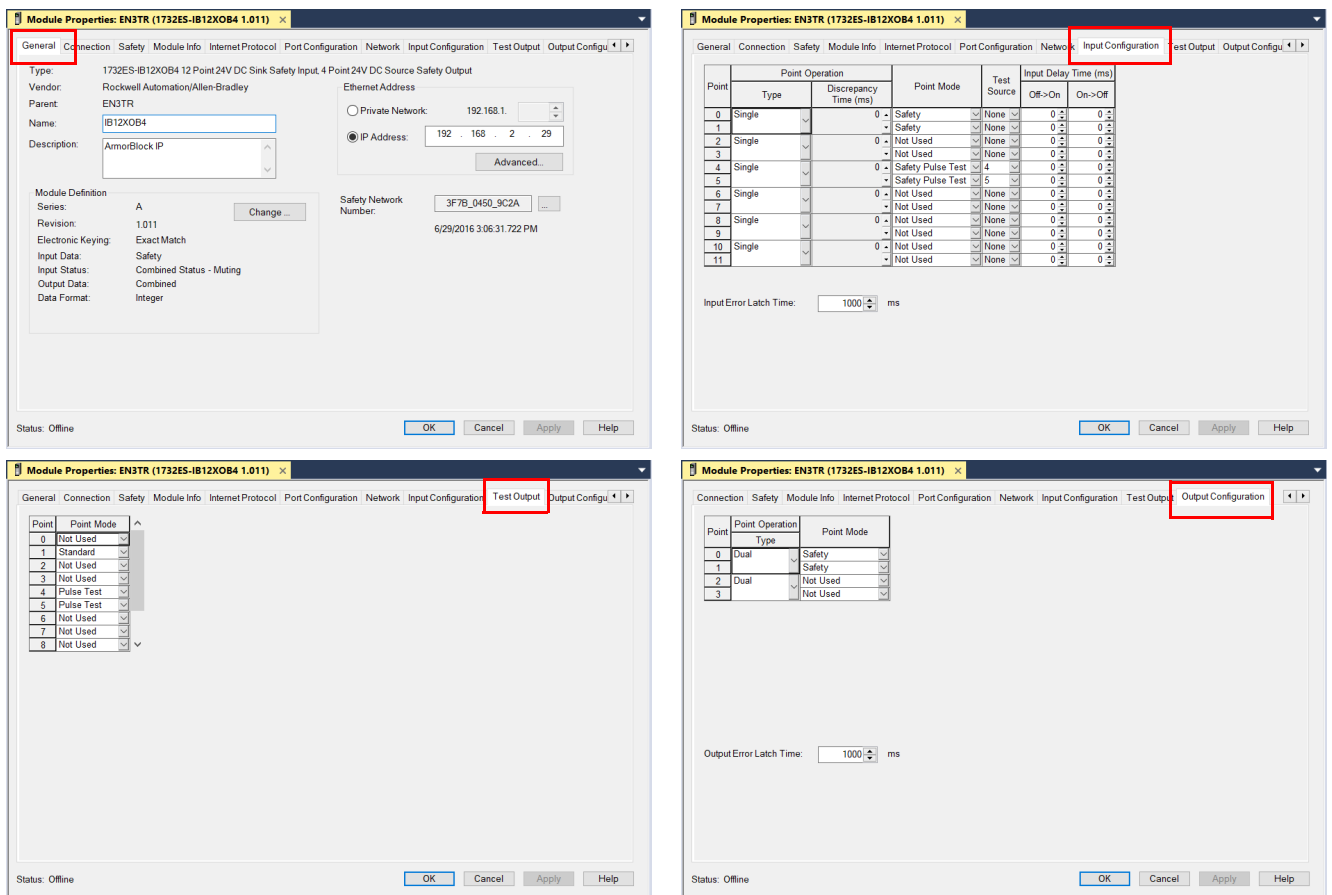 Module Properties: EN3TR (1732ES-IB12XOB4 1.011) ×
General Connection Safety Module Info Internet Protocol Port Configuration Network Input Configuration Test Output Output Configu
Type: 1732ES-IB12XOB4 12 Point 24V DC Sink Safety Input, 4 Point 24V DC Source Safety Output
Vendor: Rockwell Automation/Allen-Bradley
Parent: EN3TR
Name: IB12XOB4
Description: ArmorBlock IP
Ethernet Address
Private Network: 192.168.1.
IP Address: 192 . 168 . 2 . 29
Advanced...
Module Definition
Series: A
Change ...
Revision: 1.011
Electronic Keying: Exact Match
Input Data: Safety
Input Status: Combined Status - Muting
Output Data: Combined
Data Format: Integer
Safety Network
Number:
3F7B_0450_9C2A ...
6/29/2016 3:06:31.722 PM
Status: Offline
OK Cancel Apply Help
Module Properties: EN3TR (1732ES-IB12XOB4 1.011) ×
General Connection Safety Module Info Internet Protocol Port Configuration Network Input Configuration Test Output Output Configu
Point Point Operation Point Mode Test Source Input Delay Time (ms)
Type Discrepancy Time (ms) Off->On On->Off
0 Single 0 Safety None 0 0
1 Safety None 0 0
2 Single 0 Not Used None 0 0
3 Not Used None 0 0
4 Single 0 Safety Pulse Test 4 0 0
5 Safety Pulse Test 5 0 0
6 Single 0 Not Used None 0 0
7 Not Used None 0 0
8 Single 0 Not Used None 0 0
9 Not Used None 0 0
10 Single 0 Not Used None 0 0
11 Not Used None 0 0
Input Error Latch Time: 1000 ms
Status: Offline
OK Cancel Apply Help
Module Properties: EN3TR (1732ES-IB12XOB4 1.011) ×
General Connection Safety Module Info Internet Protocol Port Configuration Network Input Configuration Test Output Output Configu
Point Point Mode
0 Not Used
1 Standard
2 Not Used
3 Not Used
4 Pulse Test
5 Pulse Test
6 Not Used
7 Not Used
8 Not Used
Status: Offline
OK Cancel Apply Help
Module Properties: EN3TR (1732ES-IB12XOB4 1.011) ×
Connection Safety Module Info Internet Protocol Port Configuration Network Input Configuration Test Output Output Configuration
Point Point Operation Point Mode
Type
0 Dual Safety
1 Safety
2 Dual Not Used
3 Not Used
Output Error Latch Time: 1000 ms
Status: Offline
OK Cancel Apply Help